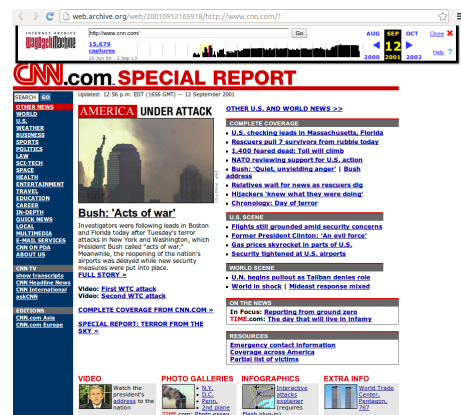 web.archive.org/web/20010912165918/http://www.cnn.com/?
INTERNET ARCHIVE
WayBackMachine
http://www.cnn.com/?
Go
15,679
captures
AUG SEP OCT
12
2000 2001 2002
Close
Help ?
CNN.com SPECIAL REPORT
Updated: 12:56 p.m. EDT (1656 GMT) -- 12 September
2001
SEARCH GO
OTHER NEWS
WORLD
U.S.
WEATHER
BUSINESS
SPORTS
POLITICS
LAW
SCI-TECH
SPACE
HEALTH
ENTERTAINMENT
TRAVEL
EDUCATION
CAREER
IN-DEPTH
QUICK NEWS
LOCAL
MULTIMEDIA
E-MAIL SERVICES
CNN ON PDA
ABOUT US
CNN TV
show transcripts
CNN Headline News
CNN International
askCNN
EDITIONS
CNN.com Asia
CNN.com Europe
AMERICA UNDER ATTACK
Bush: 'Acts of war'
Investigators were following leads in Boston
and Florida today after Tuesday's terror
attacks in New York and Washington, which
President Bush called "acts of war."
Meanwhile, the reopening of the nation's
airports was delayed while new security
measures were put into place.
FULL STORY »
Video: First WTC attack
Video: Second WTC attack
COMPLETE COVERAGE FROM CNN.COM »
SPECIAL REPORT: TERROR FROM THE
SKY »
OTHER U.S. AND WORLD NEWS >>
COMPLETE COVERAGE
U.S. checking leads in Massachusetts, Florida
Rescuers pull 7 survivors from rubble today
1,400 feared dead: Toll will climb
NATO reviewing support for U.S. action
Bush: 'Quiet, unyielding anger' | Bush
address
Relatives wait for news as rescuers dig
Hijackers 'knew what they were doing'
Chronology: Day of terror
U.S. SCENE
Flights still grounded amid security concerns
Former President Clinton: 'An evil force'
Gas prices skyrocket in parts of U.S.
Security tightened at U.S. airports
WORLD SCENE
U.N. begins pullout as Taliban denies role
World in shock | Mideast response mixed
ON THE NEWS
In Focus: Reporting from ground zero
TIME.com: The day that will live in infamy
RESOURCES
Emergency contact information
Coverage across America
Partial list of victims
VIDEO
Watch the
president's
address to the
nation
PHOTO GALLERIES
N.Y.
D.C.
Penn.
2nd plane
TIME.com: Photo essay
INFOGRAPHICS
Interactive
attacks
explainer
(requires
Flash plug-in)
EXTRA INFO
World Trade
Center,
Pentagon,
767